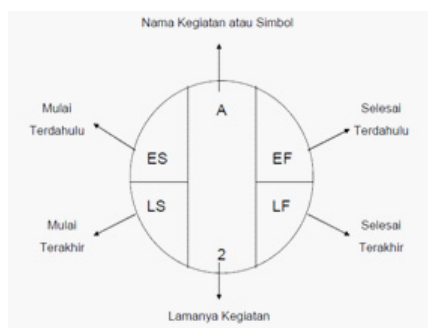 Nama Kegiatan atau Simbol
Mulai
Terdahulu
A
Selesai
Terdahulu
ES
EF
LS
LF
Mulai
Terakhir
2
Selesai
Terakhir
Lamanya Kegiatan